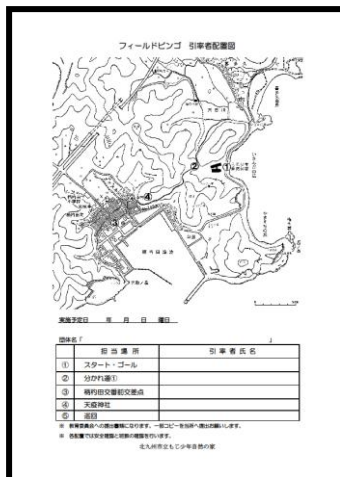 フィールドビンゴ 引率者配置図
②
①
④
③
実施予定日 年 月 日 曜日
団体名「 」
担当場所 引率者氏名
① スタート・ゴール
② 分かれ道①
③ 柄杓田交番前交差点
④ 天疫神社
⑤ 巡回
※ 教育委員会への提出書類になります。一部コピーを当所へ提出お願いします。
※ 各配置では安全確認と班数の確認を行います。
北九州市立もじ少年自然の家